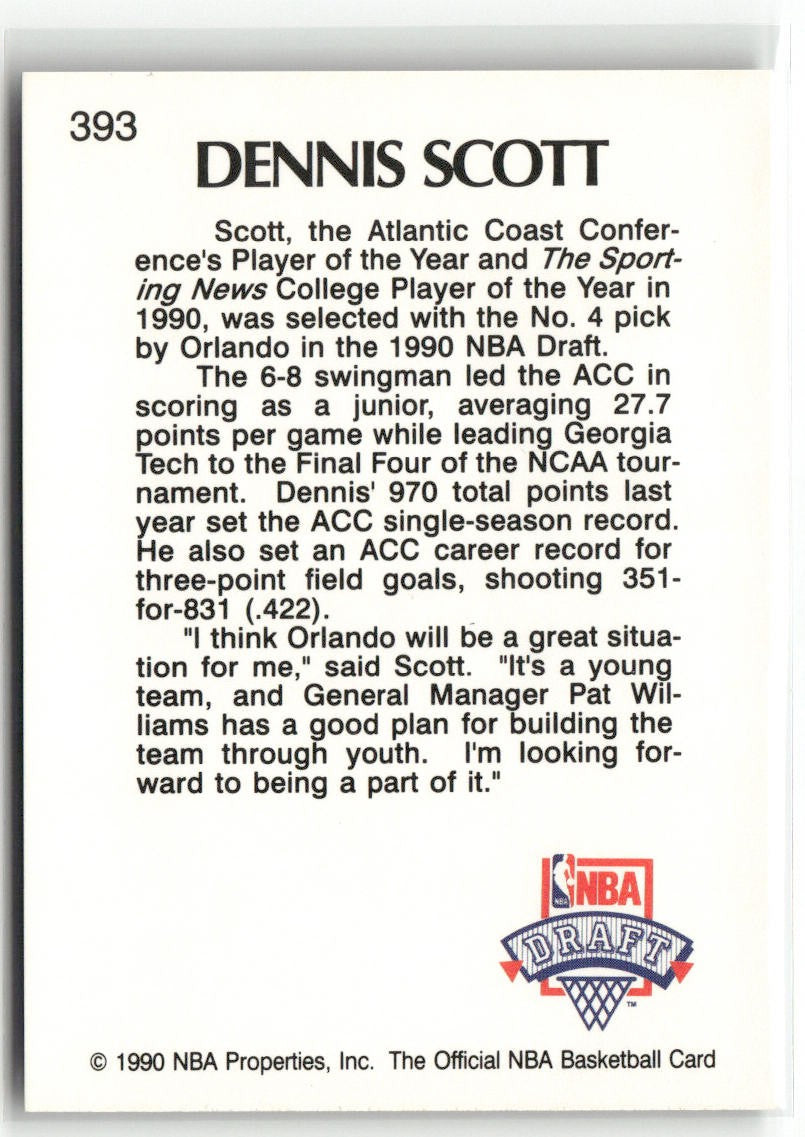 393
DENNIS SCOTT
Scott, the Atlantic Coast Confer-
ence's Player of the Year and The Sport-
ing News College Player of the Year in
1990, was selected with the No. 4 pick
by Orlando in the 1990 NBA Draft.
The 6-8 swingman led the ACC in
scoring as a junior, averaging 27.7
points per game while leading Georgia
Tech to the Final Four of the NCAA tour-
nament. Dennis' 970 total points last
year set the ACC single-season record.
He also set an ACC career record for
three-point field goals, shooting 351-
for-831 (.422).
"I think Orlando will be a great situa-
tion for me," said Scott. "It's a young
team, and General Manager Pat Wil-
liams has a good plan for building the
team through youth. I'm looking for-
ward to being a part of it."
NBA
NBA
DRAFT
TM
© 1990 NBA Properties, Inc. The Official NBA Basketball Card